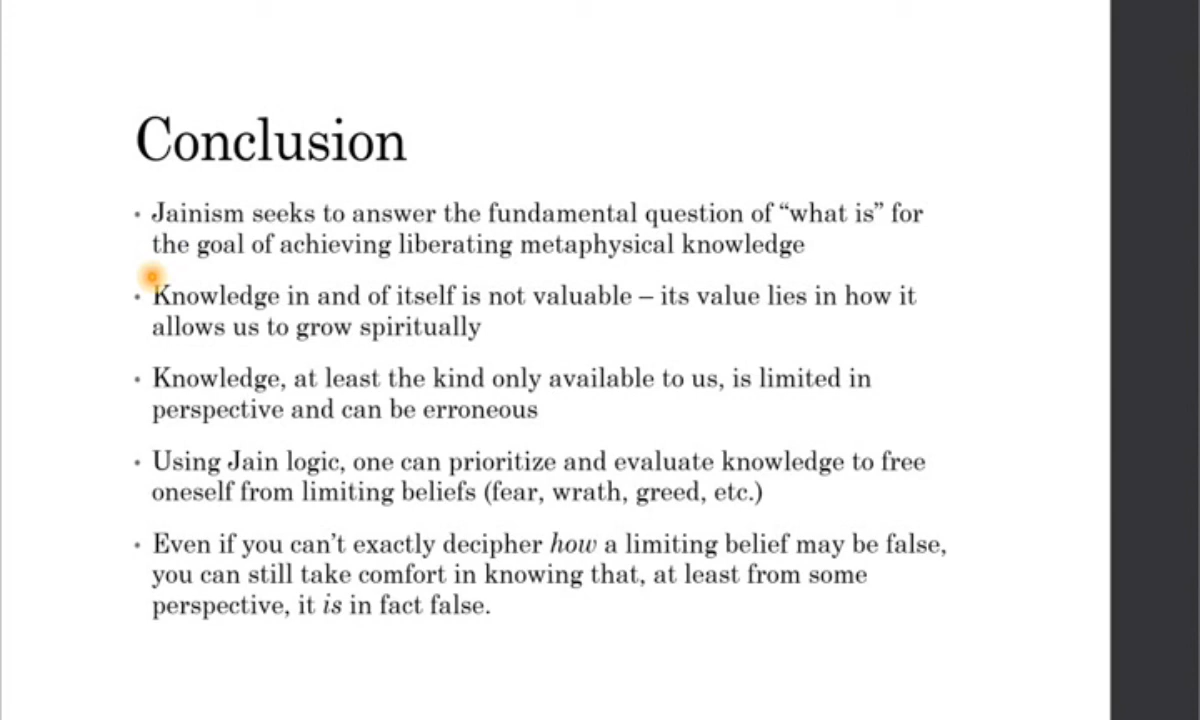 Conclusion
• Jainism seeks to answer the fundamental question of “what is” for
the goal of achieving liberating metaphysical knowledge
• Knowledge in and of itself is not valuable – its value lies in how it
allows us to grow spiritually
• Knowledge, at least the kind only available to us, is limited in
perspective and can be erroneous
• Using Jain logic, one can prioritize and evaluate knowledge to free
oneself from limiting beliefs (fear, wrath, greed, etc.)
• Even if you can’t exactly decipher how a limiting belief may be false,
you can still take comfort in knowing that, at least from some
perspective, it is in fact false.